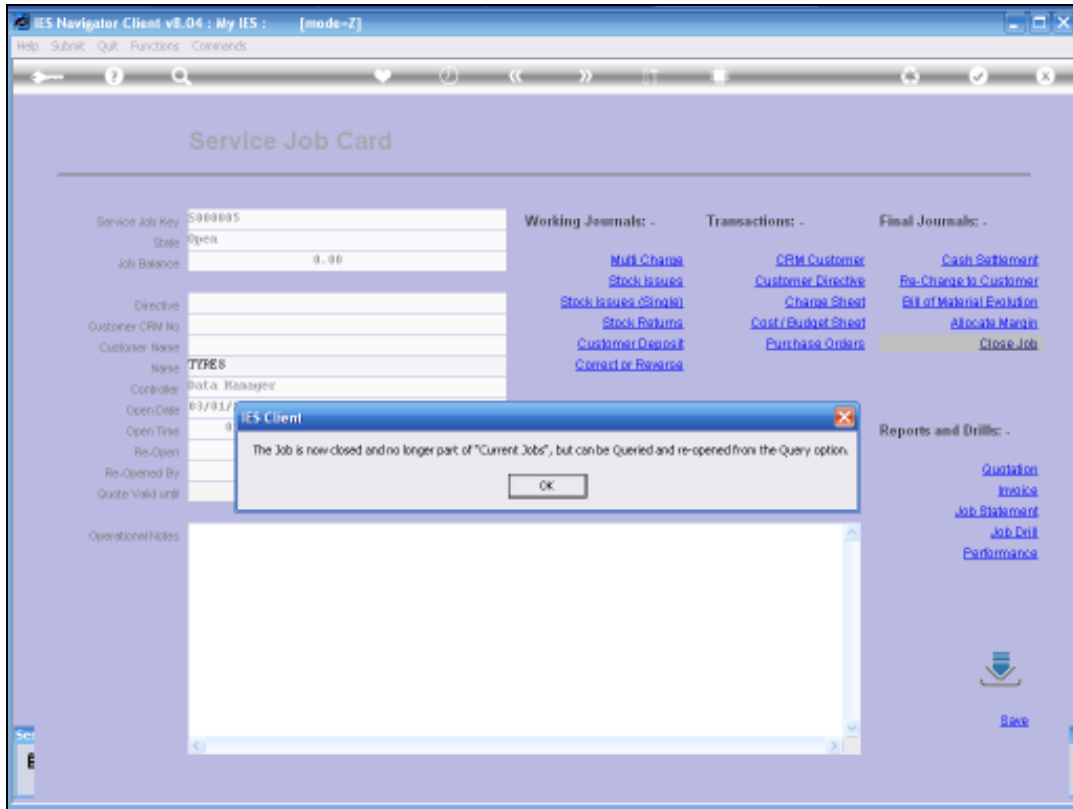 IES Navigator Client v8.04 : My IES : [mode=Z]
Help Submit Quit Functions Commands
Service Job Card
Service Job Key S000005
State Open
Job Balance 0.00
Directive
Customer CRM No
Customer Name
Name TYRES
Controller Data Manager
Open Date 03/01/
Open Time
Re-Open
Re-Opened By
Quote Valid until
Operational Notes
Working Journals: -
Multi Charge
Stock Issues
Stock Issues (Single)
Stock Returns
Customer Deposit
Correct or Reverse
Transactions: -
CRM Customer
Customer Directive
Charge Sheet
Cost / Budget Sheet
Purchase Orders
Final Journals: -
Cash Settlement
Re-Charge to Customer
Bill of Material Evolution
Allocate Margin
Close Job
IES Client
The Job is now closed and no longer part of "Current Jobs", but can be Queried and re-opened from the Query option.
OK
Reports and Drills: -
Quotation
Invoice
Job Statement
Job Drill
Performance
Save